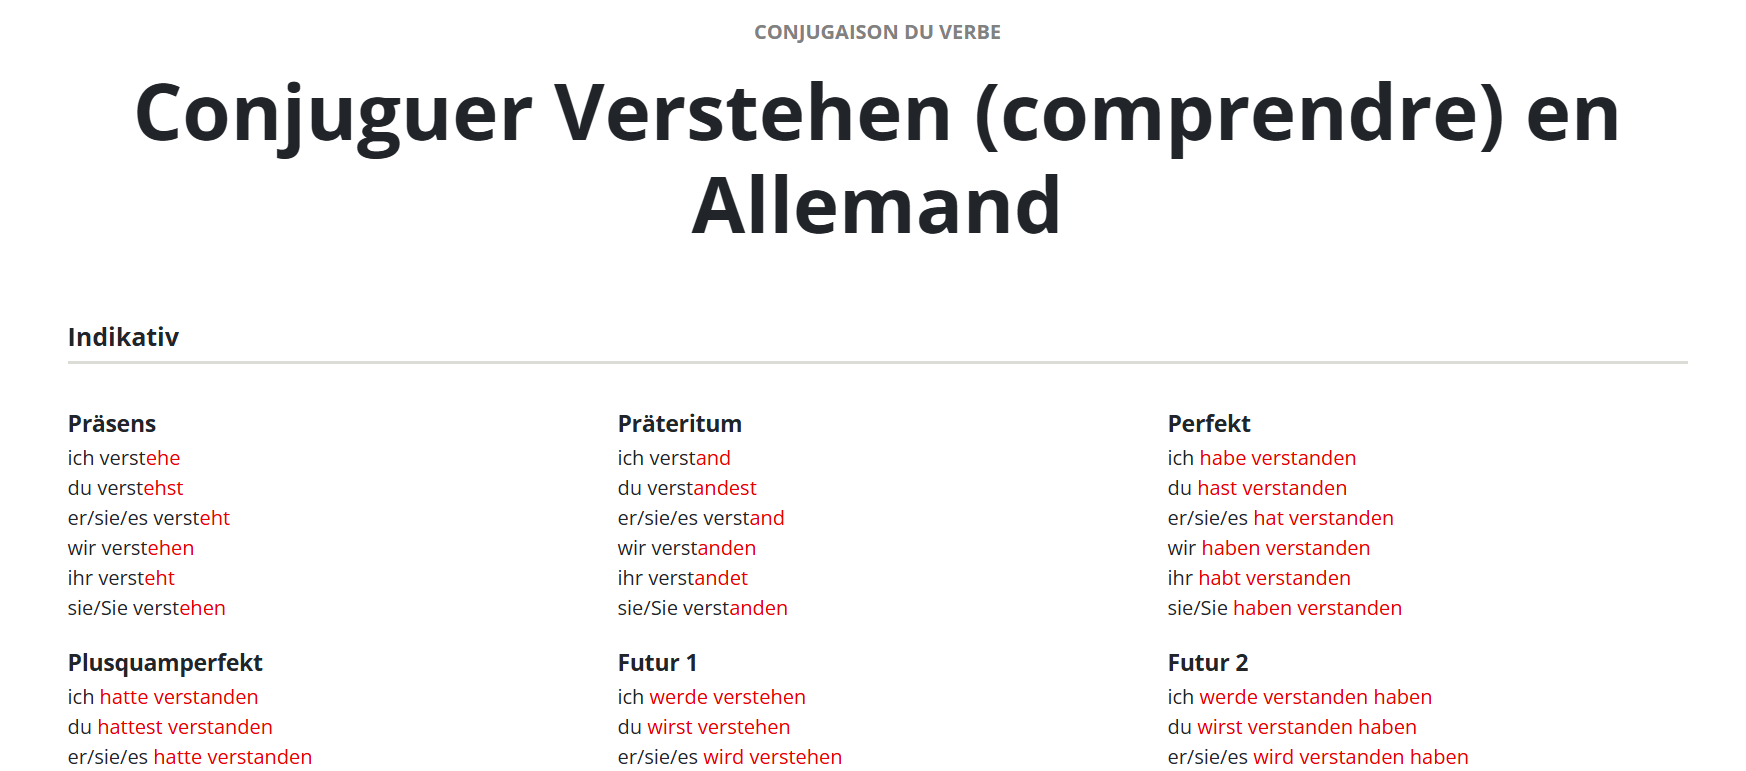 CONJUGAISON DU VERBE
Conjuguer Verstehen (comprendre) en
Allemand
Indikativ
Präsens
ich verstehe
du verstehst
er/sie/es versteht
wir verstehen
ihr versteht
sie/Sie verstehen
Präteritum
ich verstand
du verstandest
er/sie/es verstand
wir verstanden
ihr verstandet
sie/Sie verstanden
Perfekt
ich habe verstanden
du hast verstanden
er/sie/es hat verstanden
wir haben verstanden
ihr habt verstanden
sie/Sie haben verstanden
Plusquamperfekt
ich hatte verstanden
du hattest verstanden
er/sie/es hatte verstanden
Futur 1
ich werde verstehen
du wirst verstehen
er/sie/es wird verstehen
Futur 2
ich werde verstanden haben
du wirst verstanden haben
er/sie/es wird verstanden haben